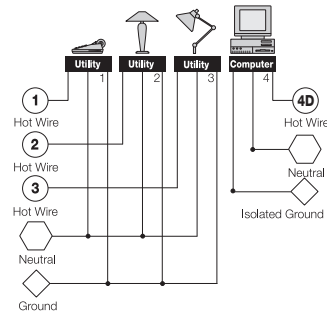 Utility Utility Utility Computer
1 2 3 4
1
Hot Wire
4D
Hot Wire
2
Hot Wire
Neutral
3
Hot Wire
Isolated Ground
Neutral
Ground